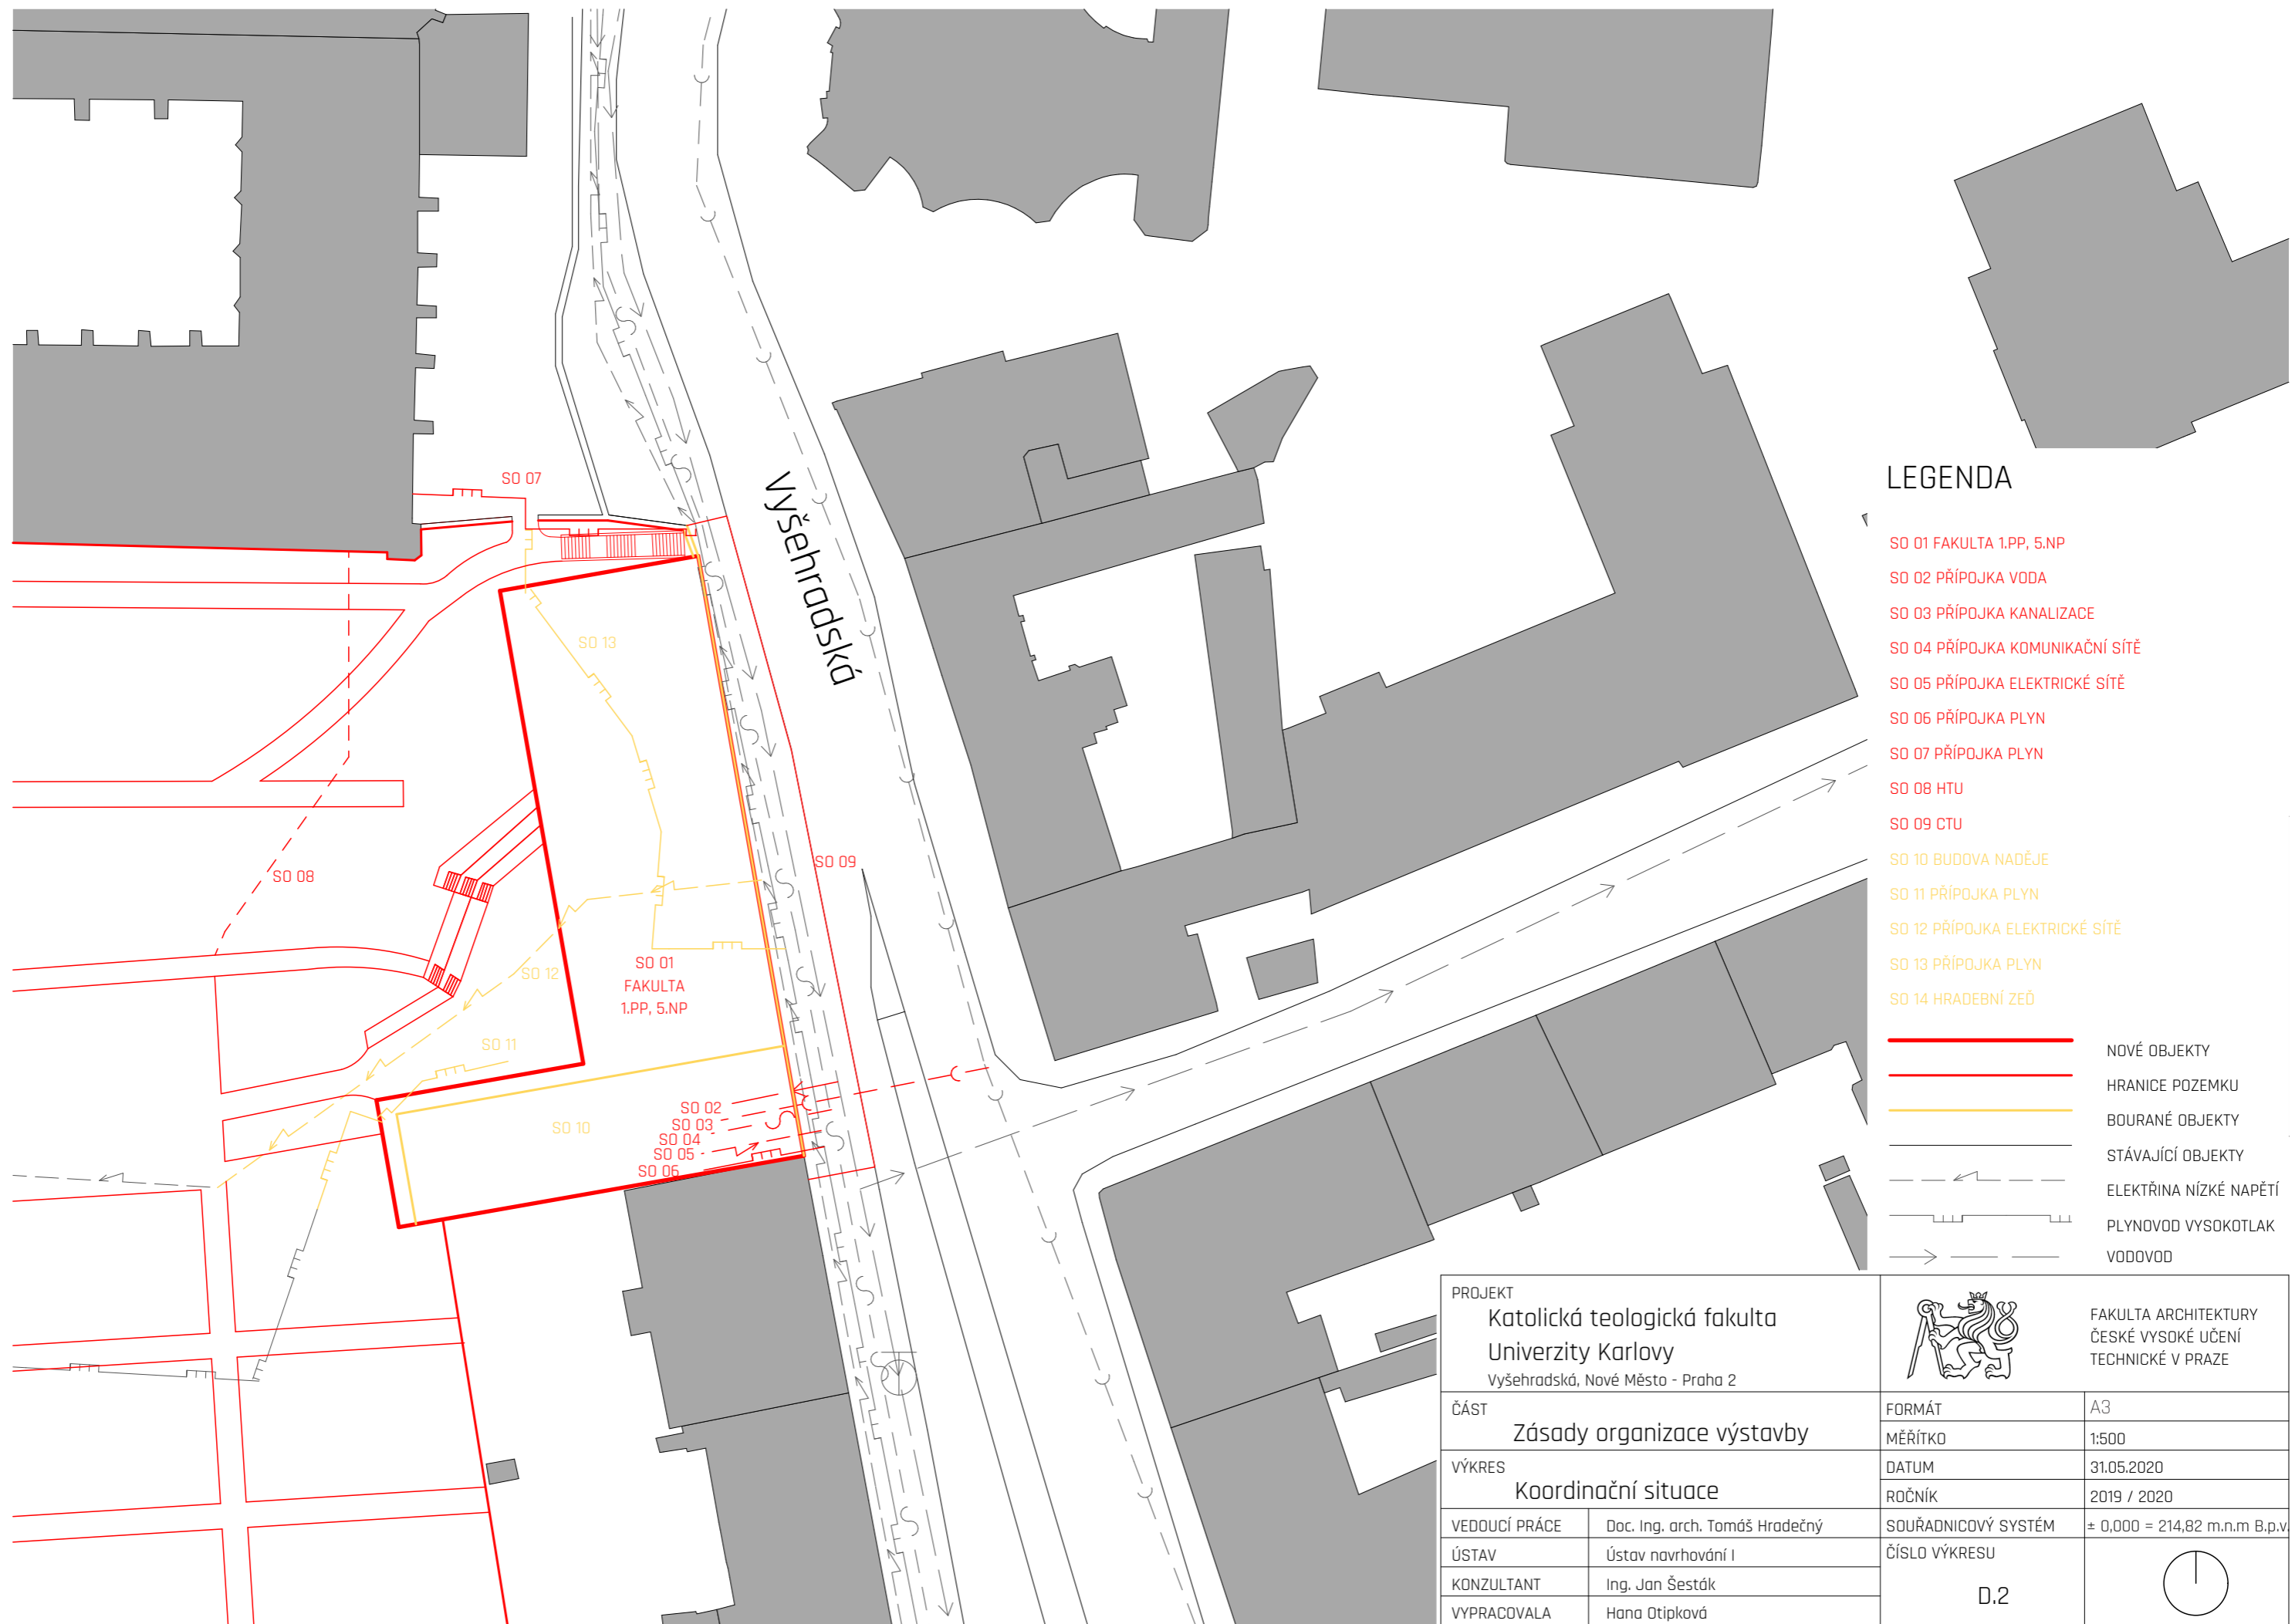 SO 07
Vyšehradská
SO 13
SO 09
SO 08
SO 12
SO 01
FAKULTA
1.PP, 5.NP
SO 11
SO 10
SO 02
SO 03
SO 04
SO 05
SO 06
LEGENDA
SO 01 FAKULTA 1.PP, 5.NP
SO 02 PŘÍPOJKA VODA
SO 03 PŘÍPOJKA KANALIZACE
SO 04 PŘÍPOJKA KOMUNIKAČNÍ SÍTĚ
SO 05 PŘÍPOJKA ELEKTRICKÉ SÍTĚ
SO 06 PŘÍPOJKA PLYN
SO 07 PŘÍPOJKA PLYN
SO 08 HTU
SO 09 CTU
SO 10 BUDOVA NADĚJE
SO 11 PŘÍPOJKA PLYN
SO 12 PŘÍPOJKA ELEKTRICKÉ SÍTĚ
SO 13 PŘÍPOJKA PLYN
SO 14 HRADEBNÍ ZEĎ
NOVÉ OBJEKTY
HRANICE POZEMKU
BOURANÉ OBJEKTY
STÁVAJÍCÍ OBJEKTY
ELEKTŘINA NÍZKÉ NAPĚTÍ
PLYNOVOD VYSOKOTLAK
VODOVOD
PROJEKT
Katolická teologická fakulta
Univerzity Karlovy
Vyšehradská, Nové Město - Praha 2
FAKULTA ARCHITEKTURY
ČESKÉ VYSOKÉ UČENÍ
TECHNICKÉ V PRAZE
ČÁST
Zásady organizace výstavby
VÝKRES
Koordinační situace
FORMÁT A3
MĚŘÍTKO 1:500
DATUM 31.05.2020
ROČNÍK 2019 / 2020
VEDOUCÍ PRÁCE Doc. Ing. arch. Tomáš Hradečný
ÚSTAV Ústav navrhování I
KONZULTANT Ing. Jan Šesták
VYPRACOVALA Hana Otipková
SOUŘADNICOVÝ SYSTÉM ± 0,000 = 214,82 m.n.m B.p.v.
ČÍSLO VÝKRESU
D.2